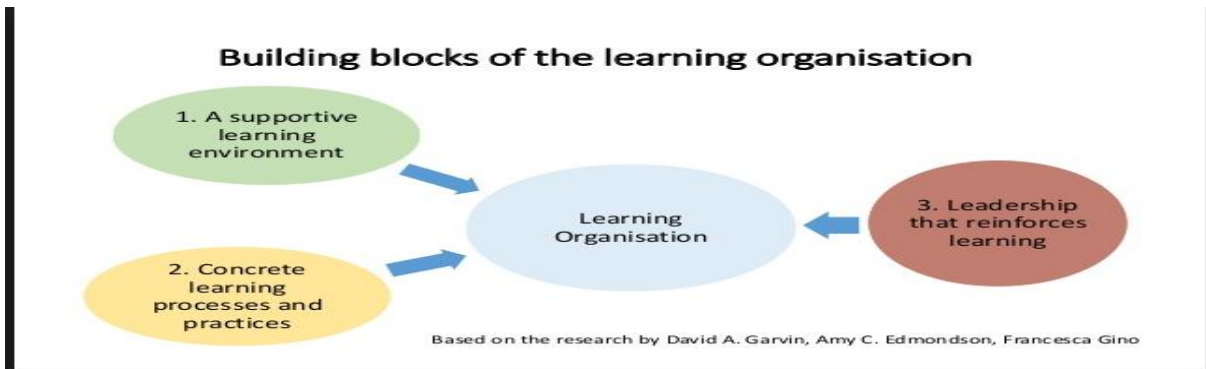 Building blocks of the learning organisation
1. A supportive
learning
environment
2. Concrete
learning
processes and
practices
Learning
Organisation
3. Leadership
that reinforces
learning
Based on the research by David A. Garvin, Amy C. Edmondson, Francesca Gino